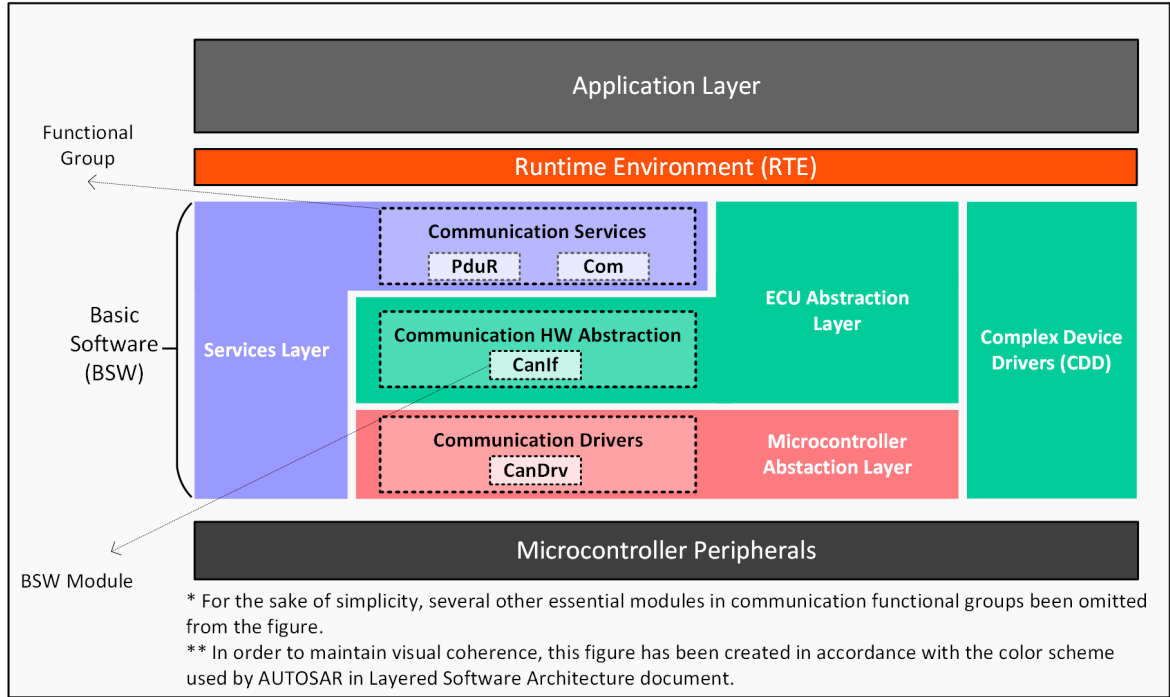 Application Layer
Functional
Group
Runtime Environment (RTE)
Communication Services
PduR
Com
ECU Abstraction
Layer
Basic
Software
(BSW)
Services Layer
Communication HW Abstraction
CanIf
Complex Device
Drivers (CDD)
Communication Drivers
CanDrv
Microcontroller
Abstaction Layer
Microcontroller Peripherals
BSW Module
* For the sake of simplicity, several other essential modules in communication functional groups been omitted
from the figure.
** In order to maintain visual coherence, this figure has been created in accordance with the color scheme
used by AUTOSAR in Layered Software Architecture document.